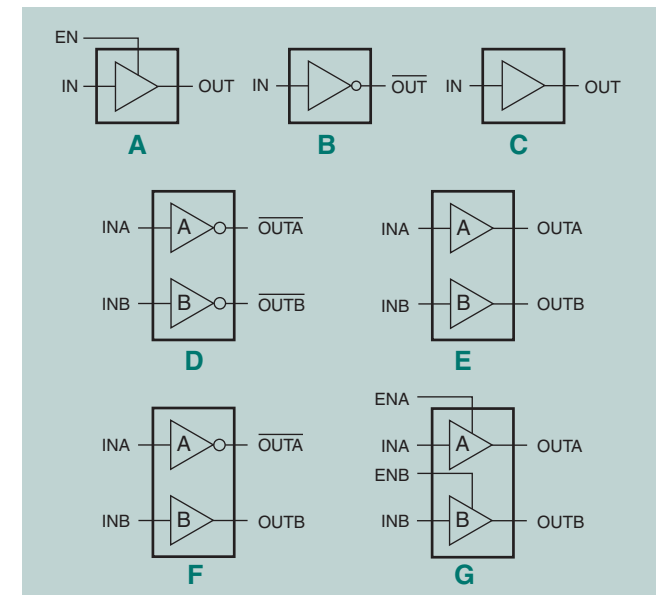 EN
IN OUT IN OUT IN OUT
A B C
INA A OUTA INA A OUTA
INB B OUTB INB B OUTB
D E
ENA
INA A OUTA INA A OUTA
ENB
INB B OUTB INB B OUTB
F G